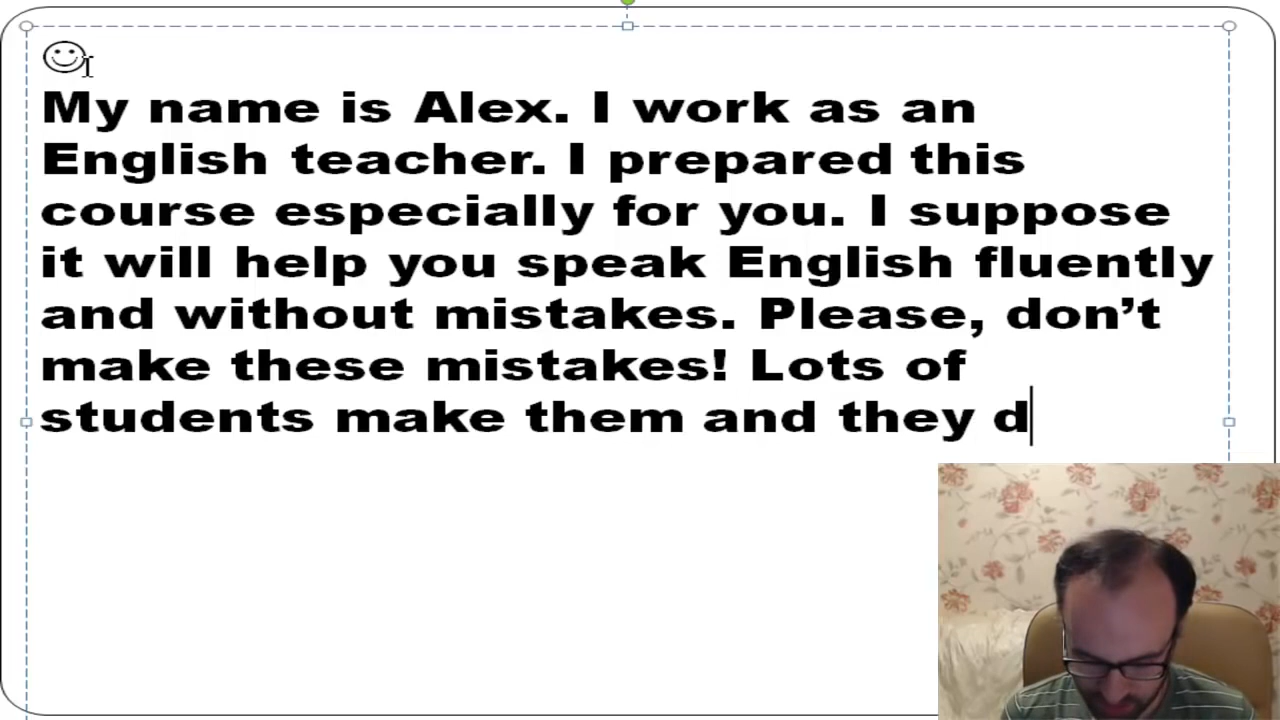 My name is Alex. I work as an
English teacher. I prepared this
course especially for you. I suppose
it will help you speak English fluently
and without mistakes. Please, don’t
make these mistakes! Lots of
students make them and they d